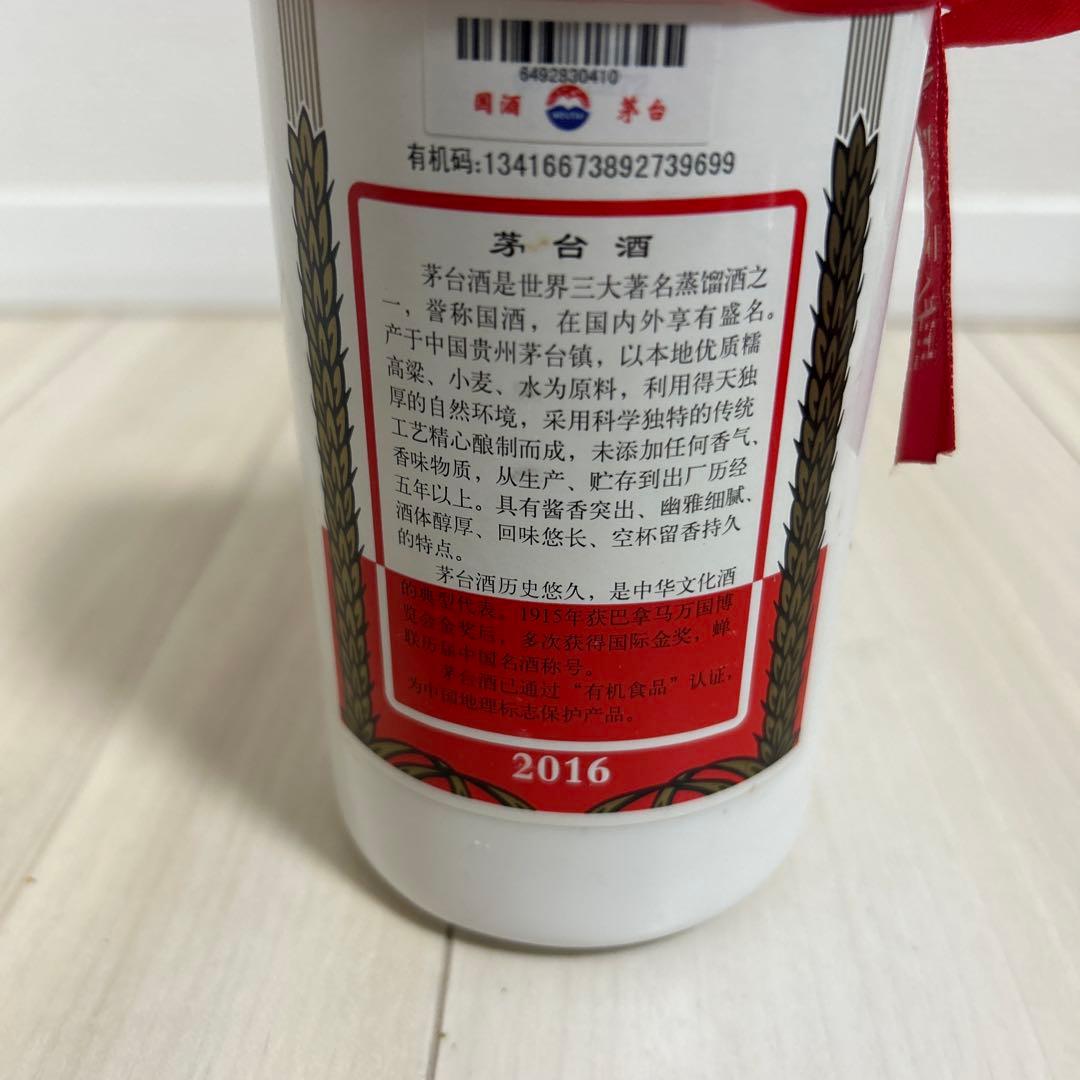 6492830410
国酒 MOUTAI 茅台
有机码:13416673892739699
茅台酒
茅台酒是世界三大著名蒸馏酒之
一，誉称国酒，在国内外享有盛名。
产于中国贵州茅台镇，以本地优质糯
高粱、小麦、水为原料，利用得天独
厚的自然环境，采用科学独特的传统
工艺精心酿制而成，未添加任何香气、
香味物质，从生产、贮存到出厂历经
五年以上。具有酱香突出、幽雅细腻、
酒体醇厚、回味悠长、空杯留香持久
的特点。
茅台酒历史悠久，是中华文化酒
的典型代表。1915年获巴拿马万国博
览会金奖后，多次获得国际金奖，蝉
联历届中国名酒称号。
茅台酒已通过“有机食品”认证，
为中国地理标志保护产品。
2016